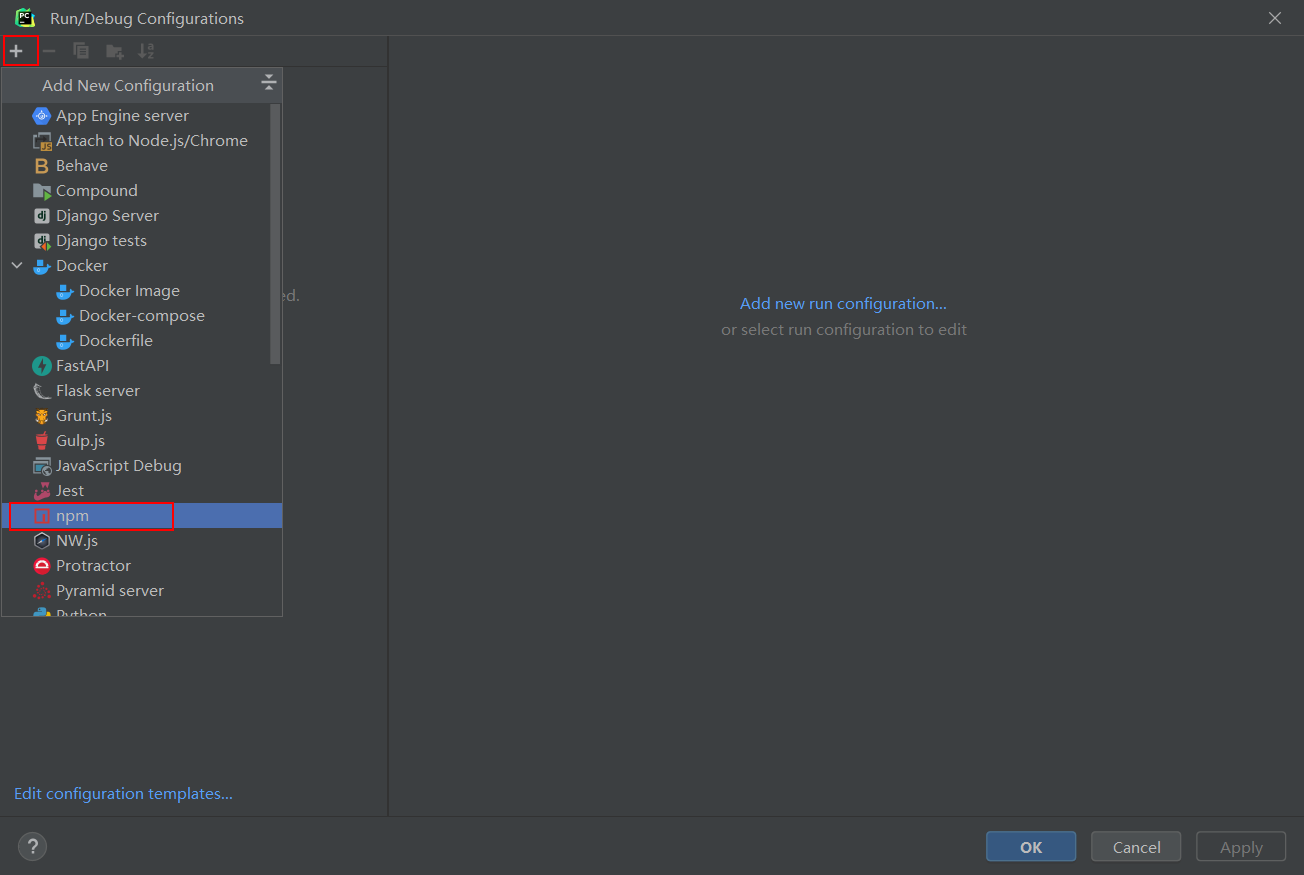 PC
Run/Debug Configurations
Add New Configuration
App Engine server
Attach to Node.js/Chrome
Behave
Compound
Django Server
Django tests
Docker
Docker Image
ed.
Docker-compose
Dockerfile
FastAPI
Flask server
Grunt.js
Gulp.js
JavaScript Debug
Jest
npm
NW.js
Protractor
Pyramid server
Python
Add new run configuration...
or select run configuration to edit
Edit configuration templates...
?
OK
Cancel
Apply